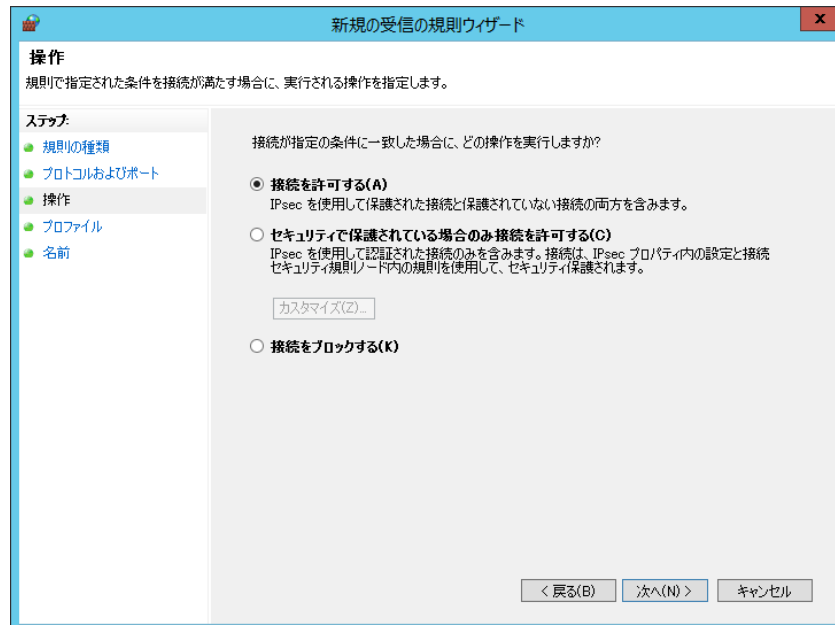 新規の受信の規則ウィザード
x
操作
規則で指定された条件を接続が満たす場合に、実行される操作を指定します。
ステップ:
規則の種類
プロトコルおよびポート
操作
プロファイル
名前
接続が指定の条件に一致した場合に、どの操作を実行しますか?
接続を許可する(A)
IPsec を使用して保護された接続と保護されていない接続の両方を含みます。
セキュリティで保護されている場合のみ接続を許可する(C)
IPsec を使用して認証された接続のみを含みます。接続は、IPsec プロパティ内の設定と接続
セキュリティ規則ノード内の規則を使用して、セキュリティ保護されます。
カスタマイズ(Z)...
接続をブロックする(K)
< 戻る(B)
次へ(N) >
キャンセル